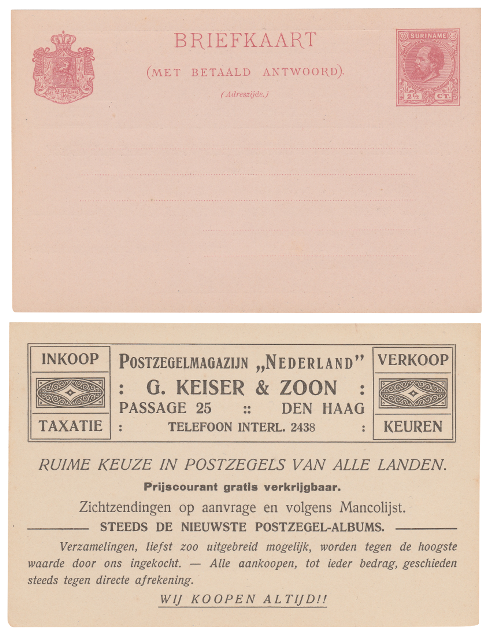 BRIEFKAART
(MET BETAALD ANTWOORD).
(Adreszijde.)
SURINAME
2½ CT.
INKOOP
TAXATIE
POSTZEGELMAGAZIJN „NEDERLAND"
: G. KEISER & ZOON :
PASSAGE 25 :: DEN HAAG
: TELEFOON INTERL. 2438 :
VERKOOP
KEUREN
RUIME KEUZE IN POSTZEGELS VAN ALLE LANDEN.
Prijscourant gratis verkrijgbaar.
Zichtzendingen op aanvrage en volgens Mancolijst.
STEEDS DE NIEUWSTE POSTZEGEL-ALBUMS.
Verzamelingen, liefst zoo uitgebreid mogelijk, worden tegen de hoogste
waarde door ons ingekocht. — Alle aankoopen, tot ieder bedrag, geschieden
steeds tegen directe afrekening.
WIJ KOOPEN ALTIJD!!